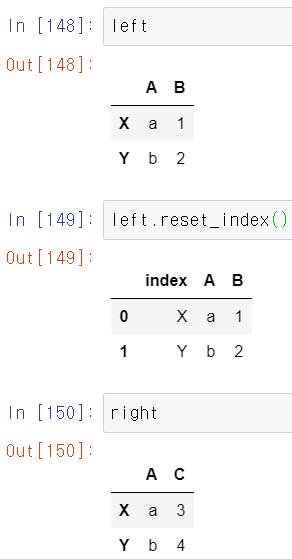 In [148]: left
Out[148]:
A B
X a 1
Y b 2
In [149]: left.reset_index()
Out[149]:
index A B
0 X a 1
1 Y b 2
In [150]: right
Out[150]:
A C
X a 3
Y b 4